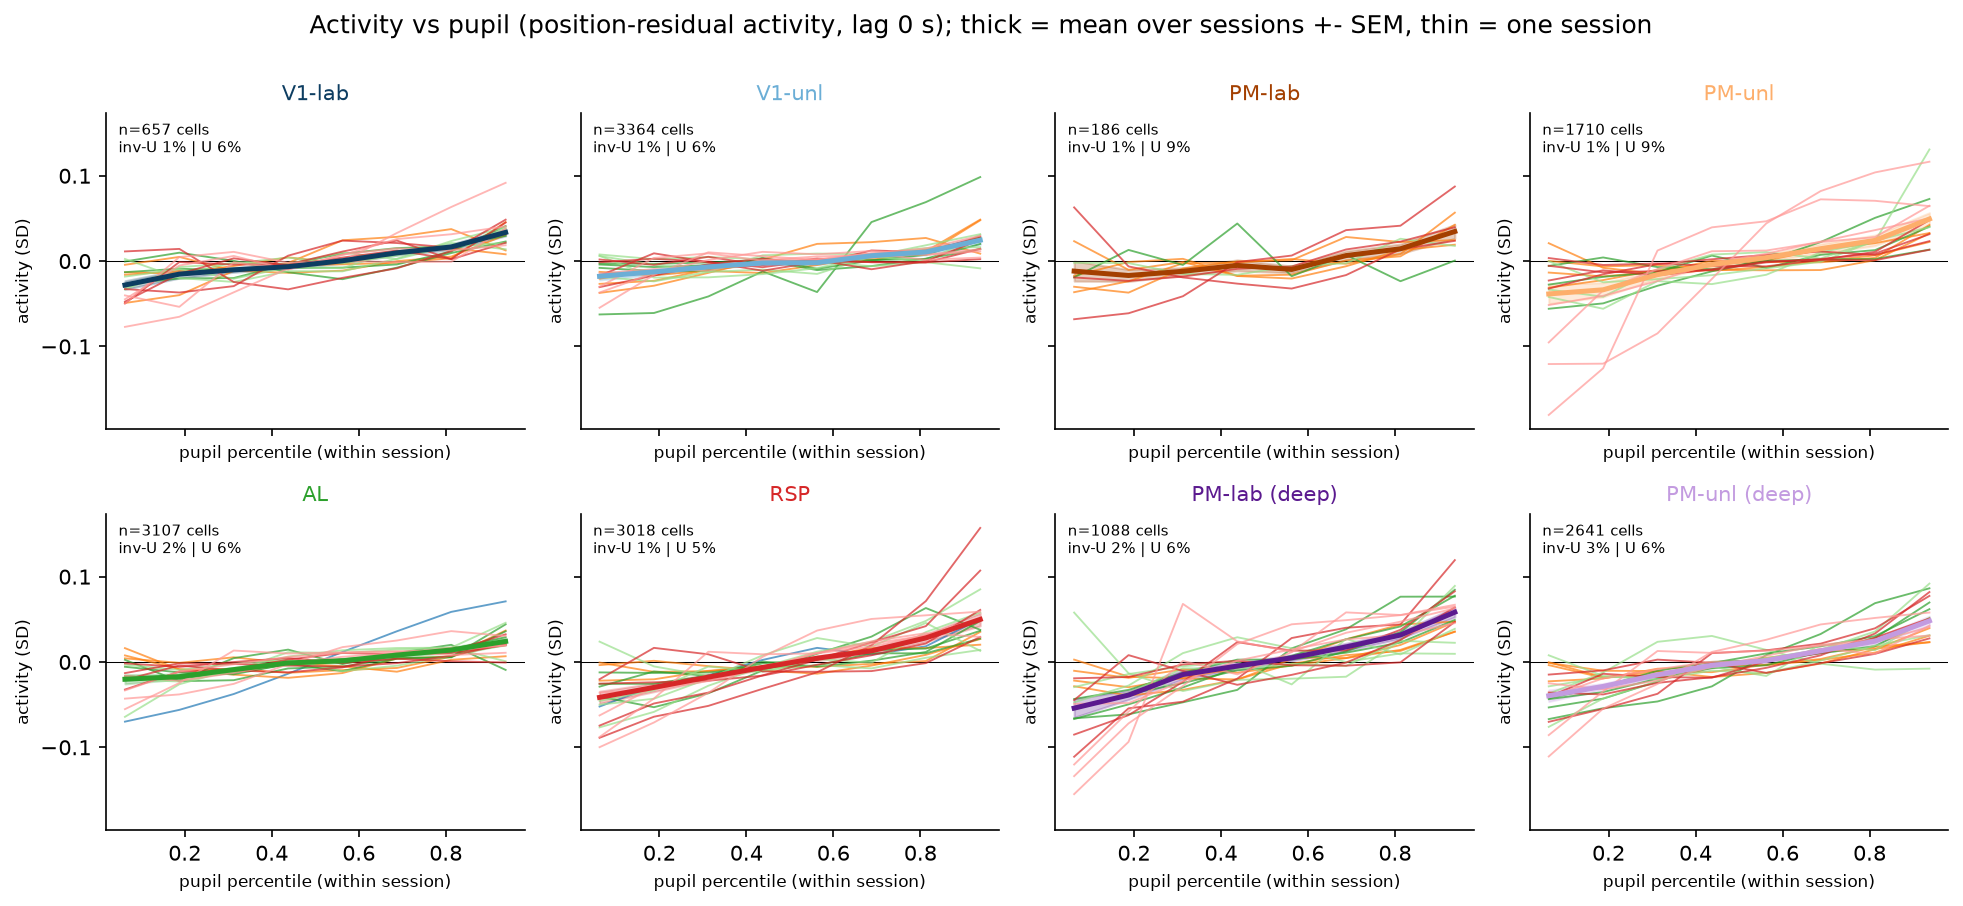 Activity vs pupil (position-residual activity, lag 0 s); thick = mean over sessions +- SEM, thin = one session
V1-lab
n=657 cells
inv-U 1% | U 6%
0.1
0.0
−0.1
activity (SD)
pupil percentile (within session)
V1-unl
n=3364 cells
inv-U 1% | U 6%
activity (SD)
pupil percentile (within session)
PM-lab
n=186 cells
inv-U 1% | U 9%
activity (SD)
pupil percentile (within session)
PM-unl
n=1710 cells
inv-U 1% | U 9%
activity (SD)
pupil percentile (within session)
AL
n=3107 cells
inv-U 2% | U 6%
0.1
0.0
−0.1
activity (SD)
0.2 0.4 0.6 0.8
pupil percentile (within session)
RSP
n=3018 cells
inv-U 1% | U 5%
activity (SD)
0.2 0.4 0.6 0.8
pupil percentile (within session)
PM-lab (deep)
n=1088 cells
inv-U 2% | U 6%
activity (SD)
0.2 0.4 0.6 0.8
pupil percentile (within session)
PM-unl (deep)
n=2641 cells
inv-U 3% | U 6%
activity (SD)
0.2 0.4 0.6 0.8
pupil percentile (within session)